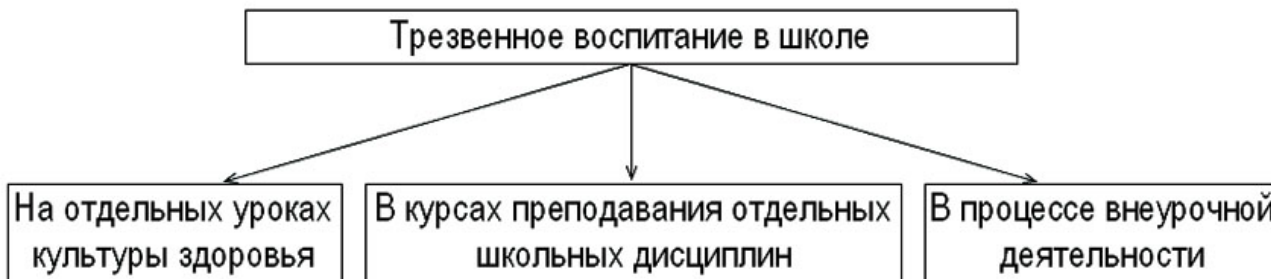 Трезвенное воспитание в школе
На отдельных уроках
культуры здоровья
В курсах преподавания отдельных
школьных дисциплин
В процессе внеурочной
деятельности